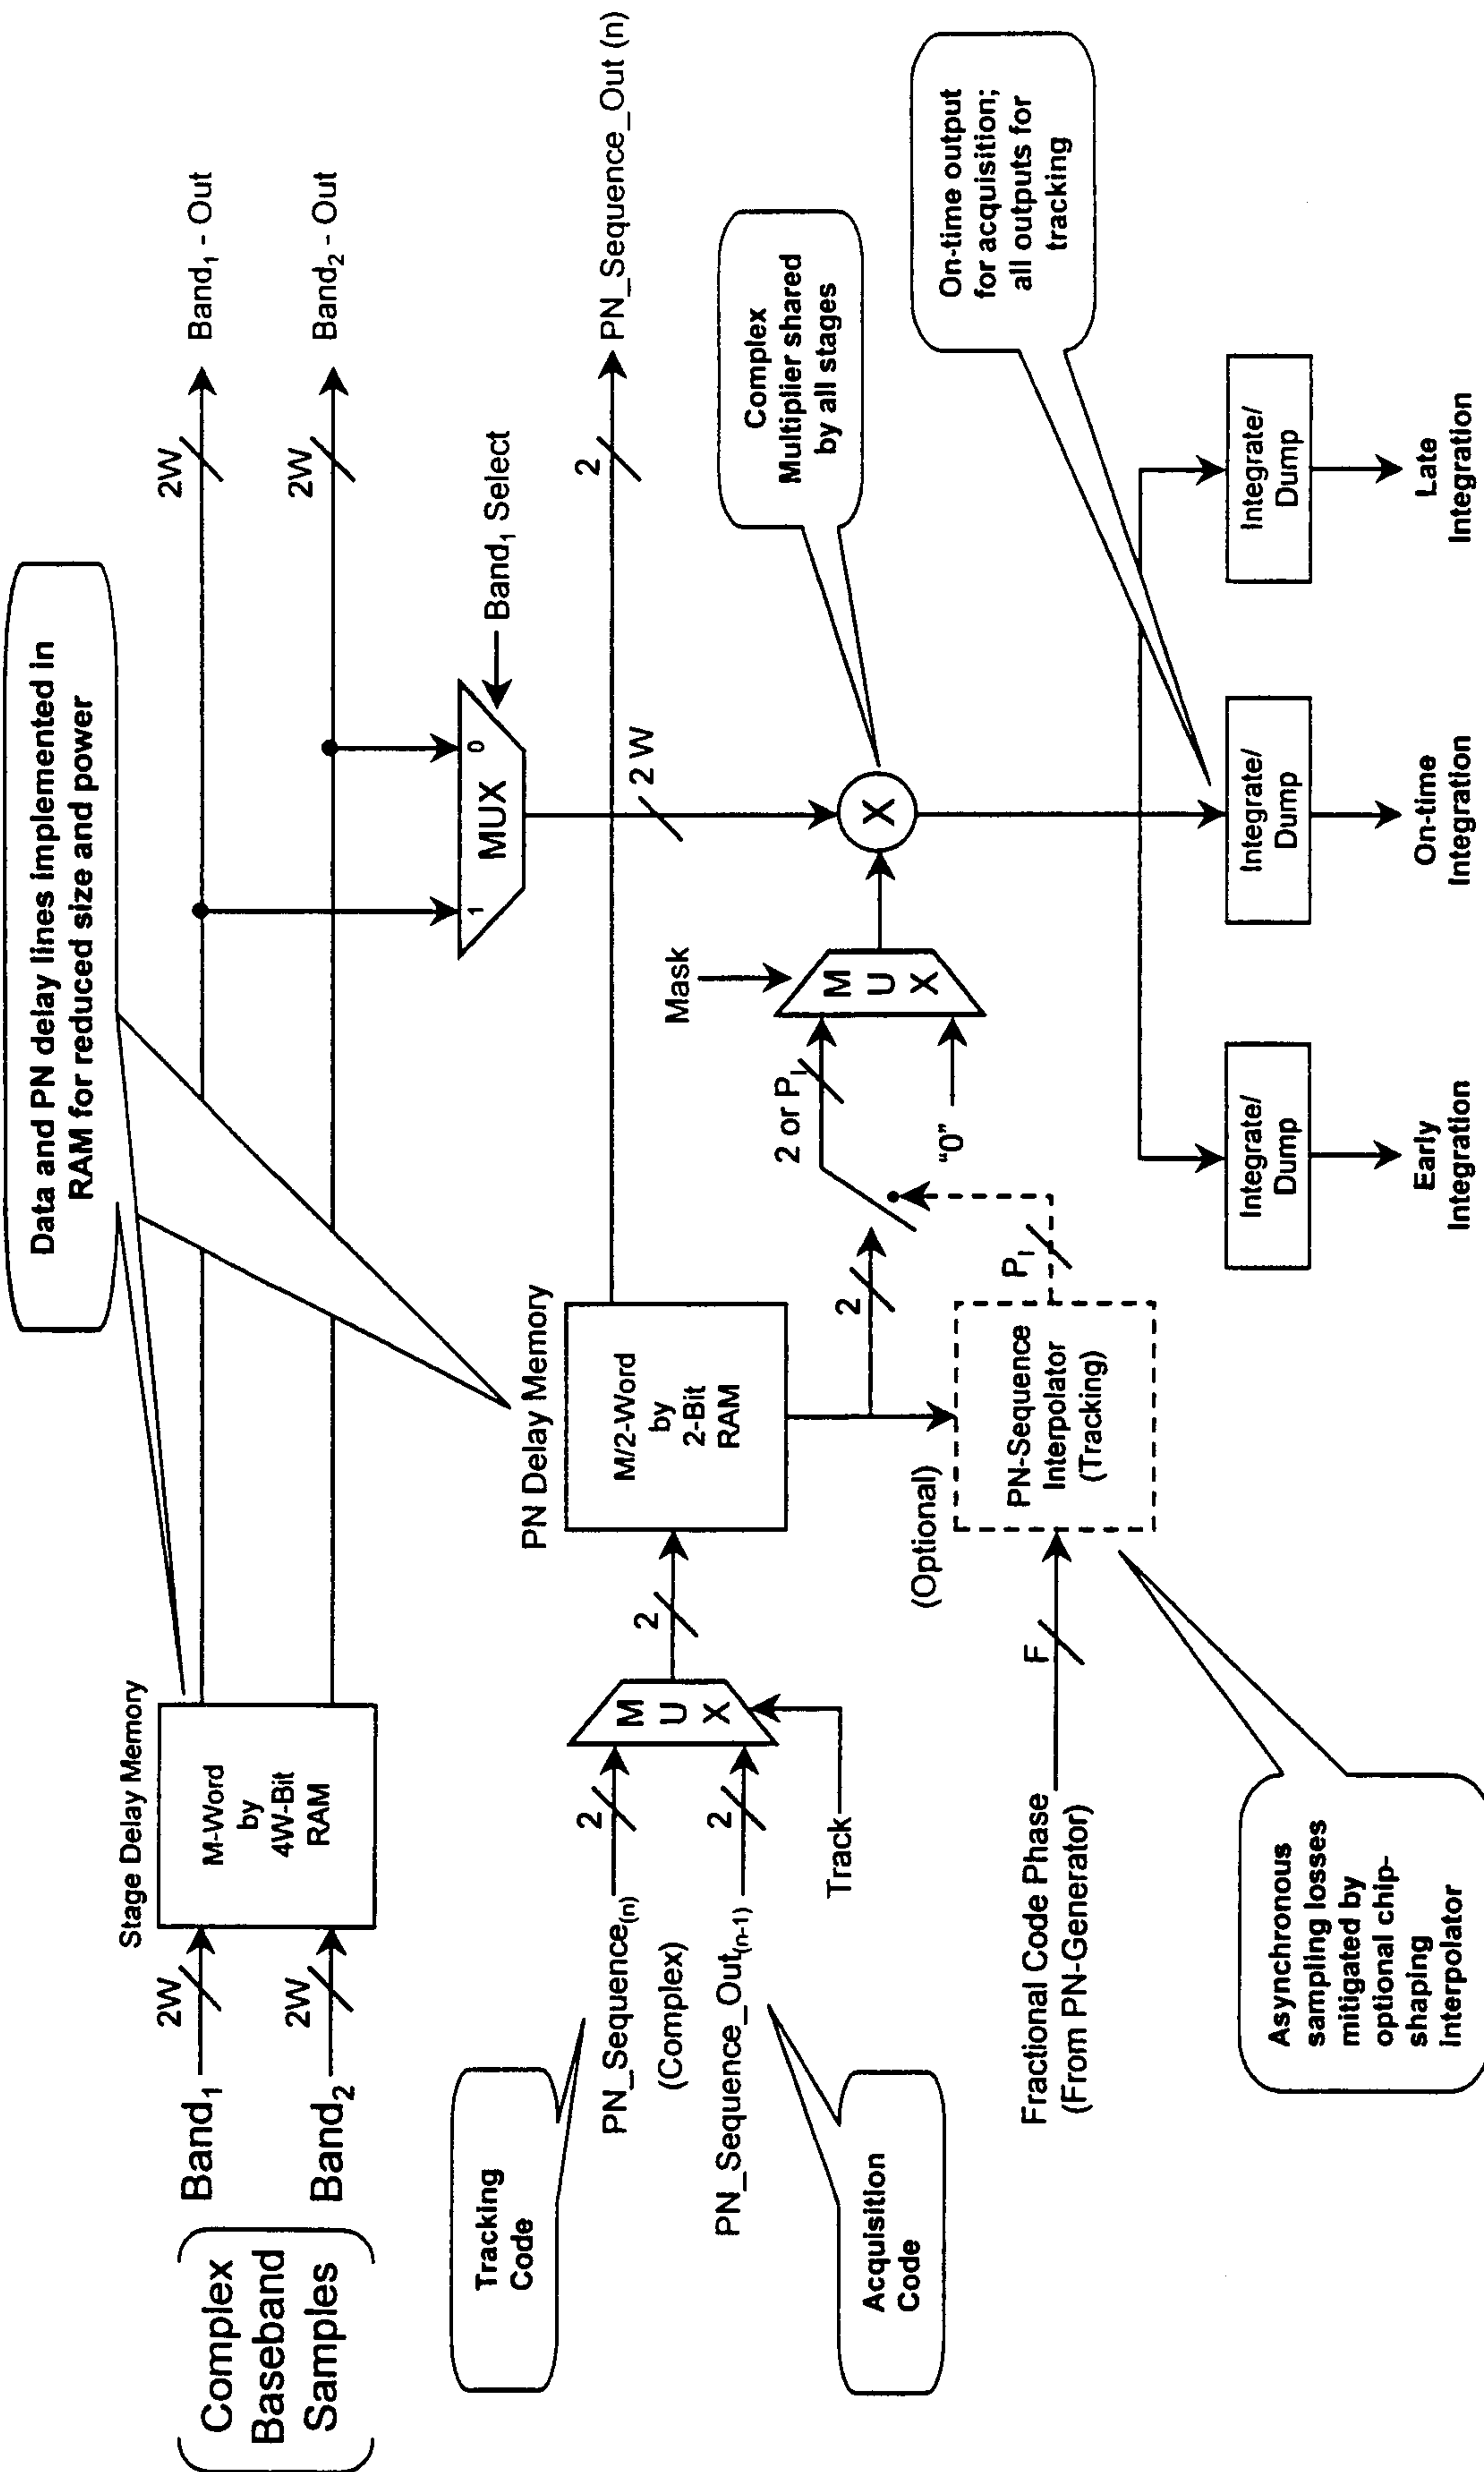 Data and PN delay lines implemented in
RAM for reduced size and power
Complex
Baseband
Samples
Band1
Band2
2W
2W
Stage Delay Memory
M-Word
by
4W-Bit
RAM
2W
2W
Band1 - Out
Band2 - Out
1
0
MUX
Band1 Select
Tracking
Code
PN_Sequence(n)
(Complex)
PN_Sequence_Out(n-1)
Acquisition
Code
2
2
M
U
X
Track
2
PN Delay Memory
M/2-Word
by
2-Bit
RAM
2
PN_Sequence_Out (n)
2 W
Complex
Multiplier shared
by all stages
X
Mask
M
U
X
2 or PI
"0"
2
PI
(Optional)
PN-Sequence
Interpolator
(Tracking)
F
Fractional Code Phase
(From PN-Generator)
Asynchronous
sampling losses
mitigated by
optional chip-
shaping
interpolator
On-time output
for acquisition;
all outputs for
tracking
Integrate/
Dump
Integrate/
Dump
Integrate/
Dump
Early
Integration
On-time
Integration
Late
Integration